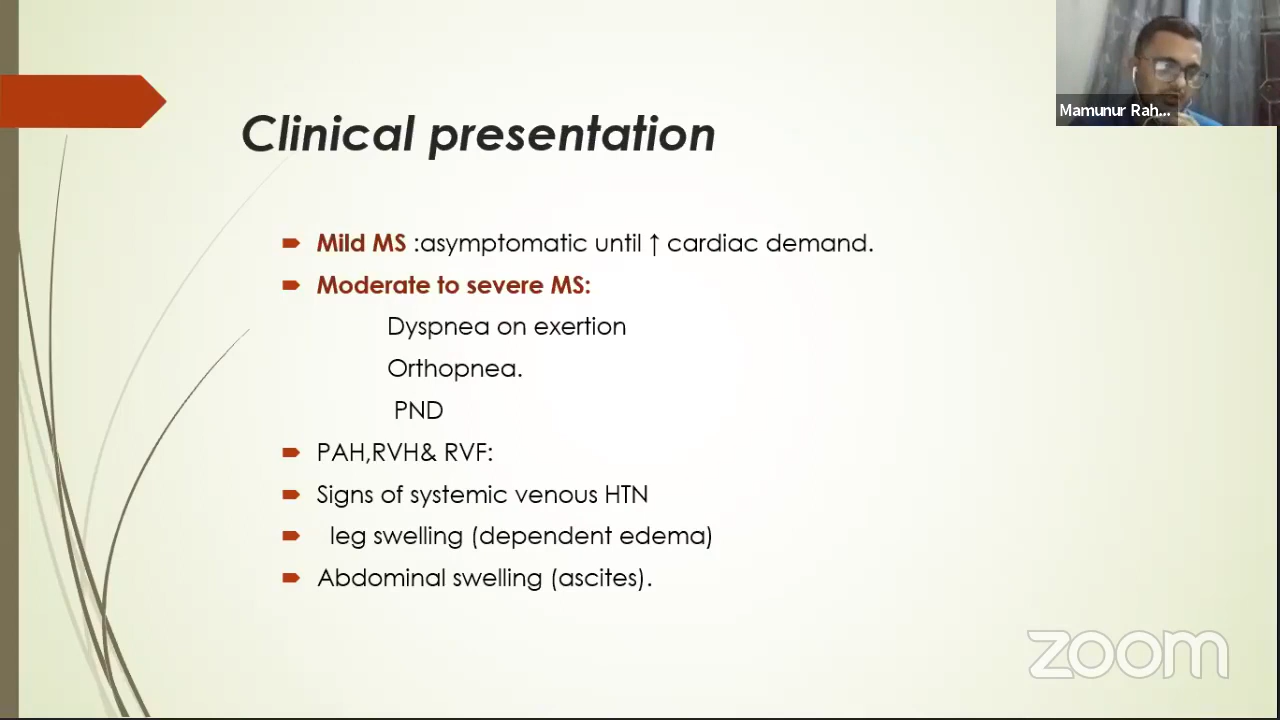 Mamunur Rah...
Clinical presentation
Mild MS :asymptomatic until ↑ cardiac demand.
Moderate to severe MS:
Dyspnea on exertion
Orthopnea.
PND
PAH,RVH& RVF:
Signs of systemic venous HTN
leg swelling (dependent edema)
Abdominal swelling (ascites).
zoom